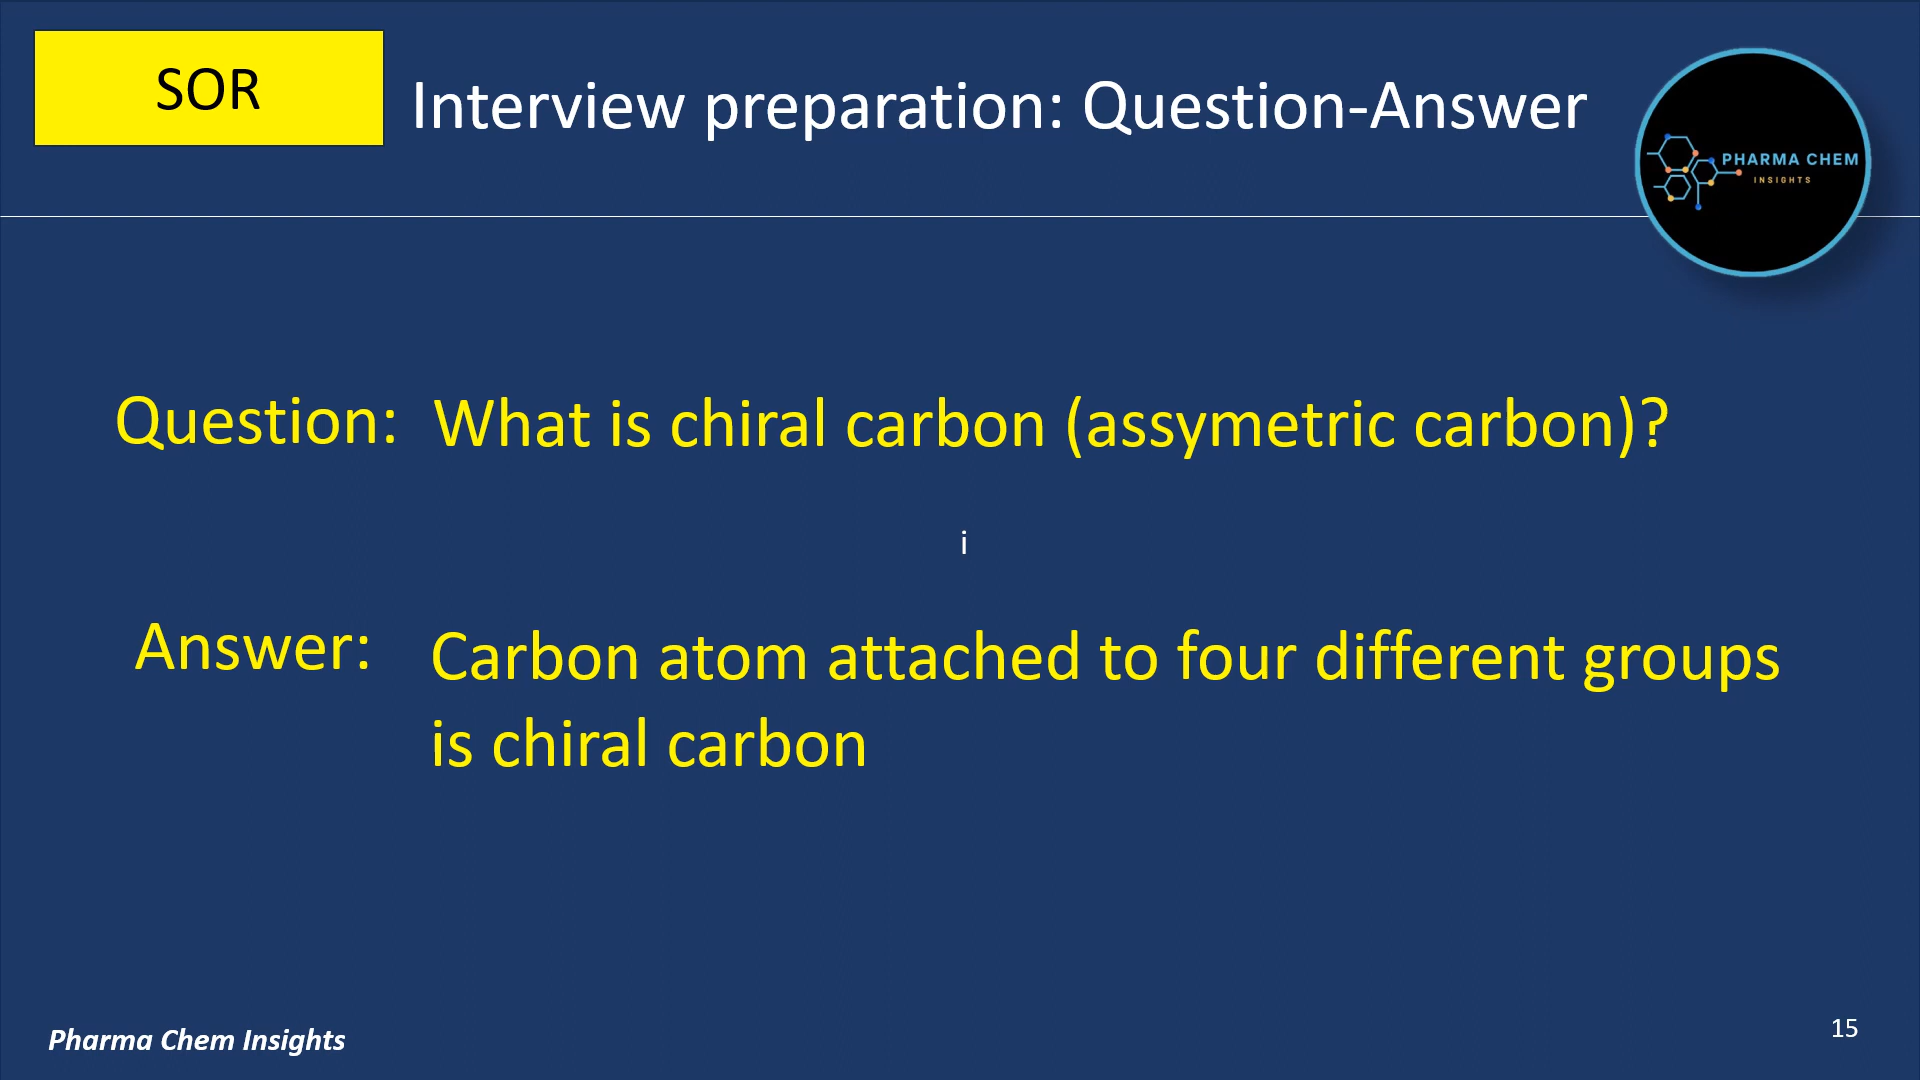 SOR
Interview preparation: Question-Answer
PHARMA CHEM
INSIGHTS
Question: What is chiral carbon (assymetric carbon)?
i
Answer: Carbon atom attached to four different groups
is chiral carbon
Pharma Chem Insights
15